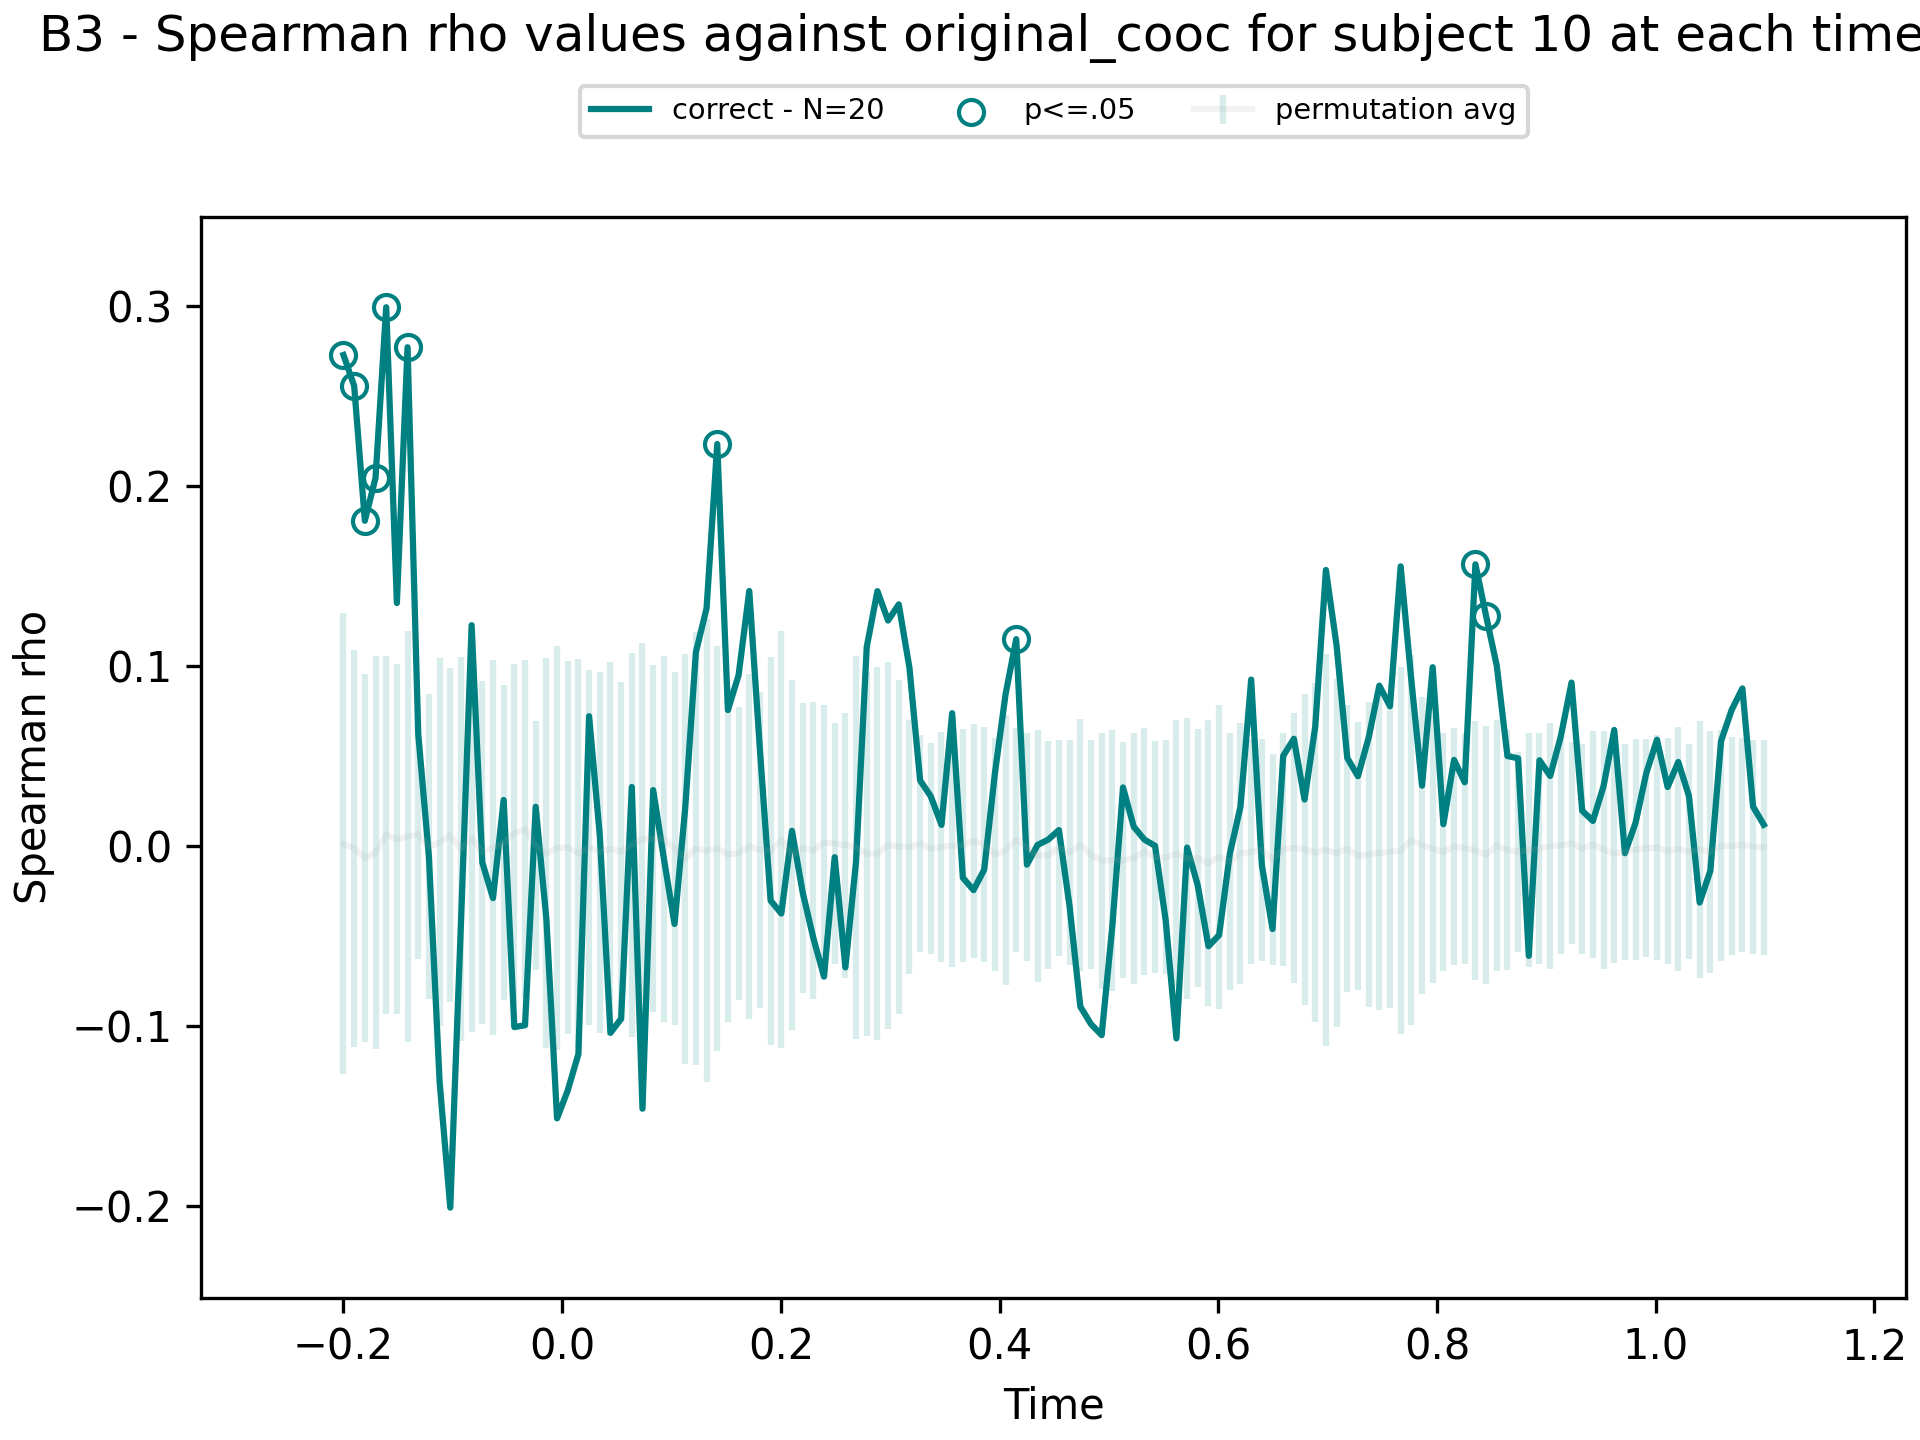 B3 - Spearman rho values against original_cooc for subject 10 at each time
correct - N=20 p<=.05 permutation avg
Spearman rho
0.3
0.2
0.1
0.0
−0.1
−0.2
−0.2 0.0 0.2 0.4 0.6 0.8 1.0 1.2
Time